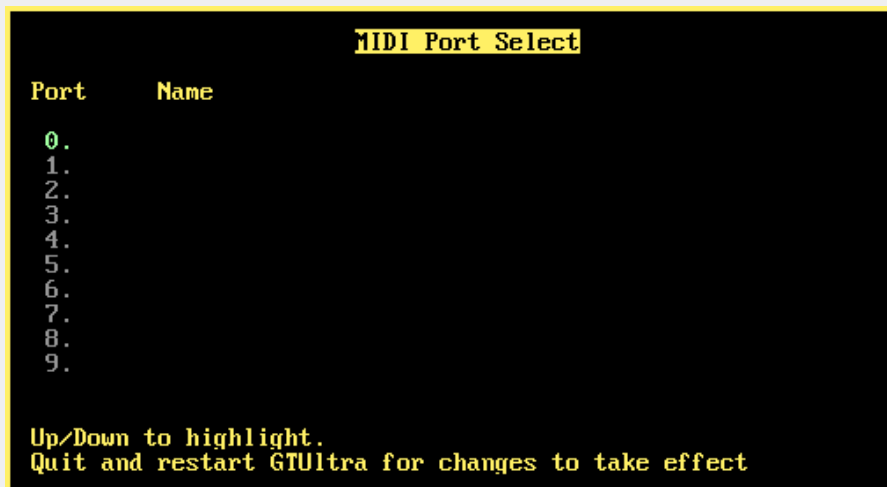 MIDI Port Select
Port Name
0.
1.
2.
3.
4.
5.
6.
7.
8.
9.
Up/Down to highlight.
Quit and restart GTUltra for changes to take effect